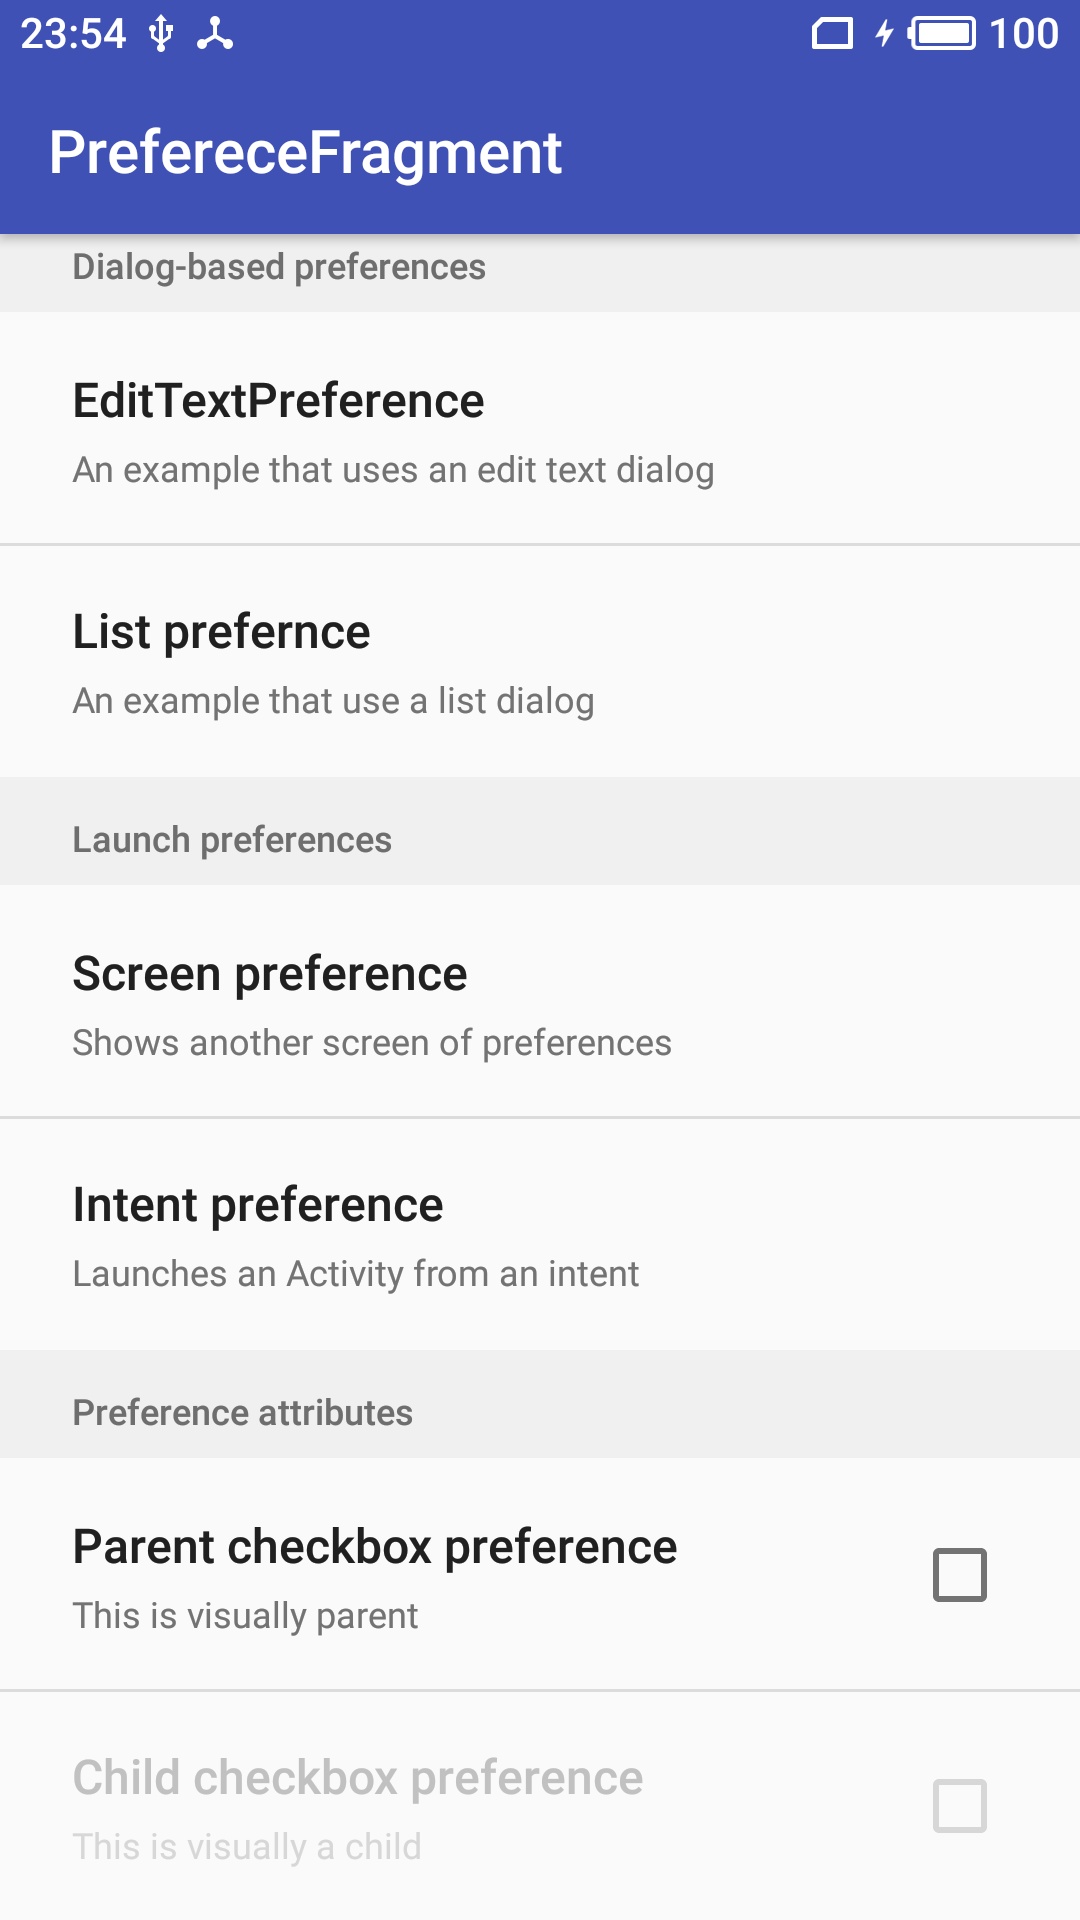 23:54 100
PrefereceFragment
Dialog-based preferences
EditTextPreference
An example that uses an edit text dialog
List prefernce
An example that use a list dialog
Launch preferences
Screen preference
Shows another screen of preferences
Intent preference
Launches an Activity from an intent
Preference attributes
Parent checkbox preference
This is visually parent
Child checkbox preference
This is visually a child